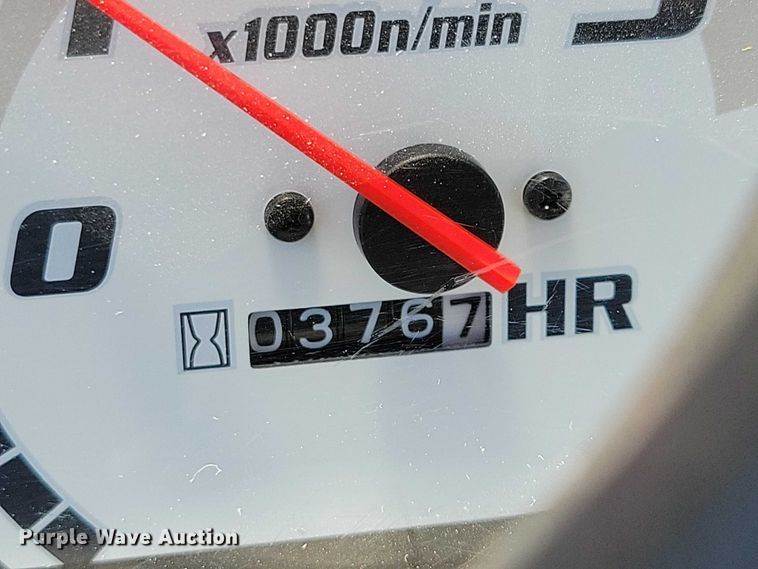 x1000n/min
0
03767 HR
Purple Wave Auction